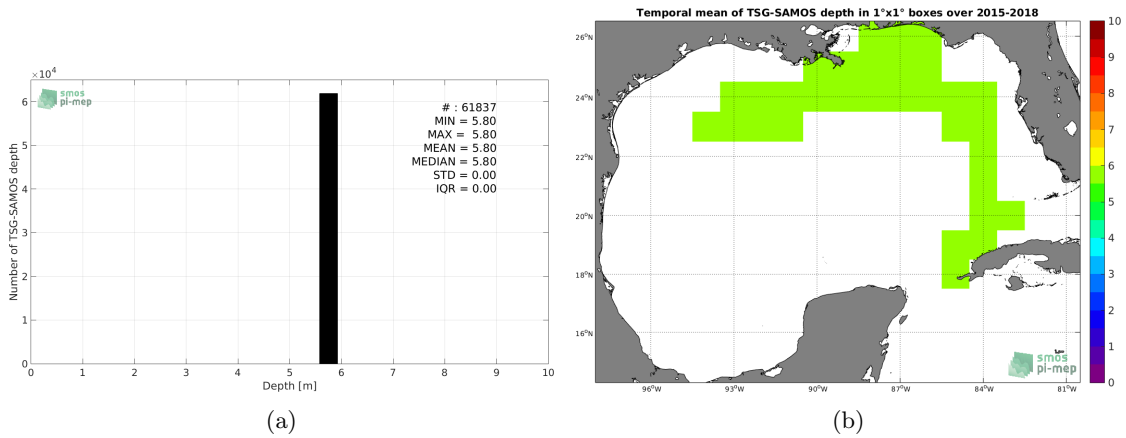 ×10⁴
6
5
4
3
2
1
0
Number of TSG-SAMOS depth
smos
pi-mep
# : 61837
MIN = 5.80
MAX = 5.80
MEAN = 5.80
MEDIAN = 5.80
STD = 0.00
IQR = 0.00
0 1 2 3 4 5 6 7 8 9 10
Depth [m]
(a)
Temporal mean of TSG-SAMOS depth in 1°x1° boxes over 2015-2018
26°N
24°N
22°N
20°N
18°N
16°N
96°W 93°W 90°W 87°W 84°W 81°W
smos
pi-mep
10
9
8
7
6
5
4
3
2
1
0
(b)